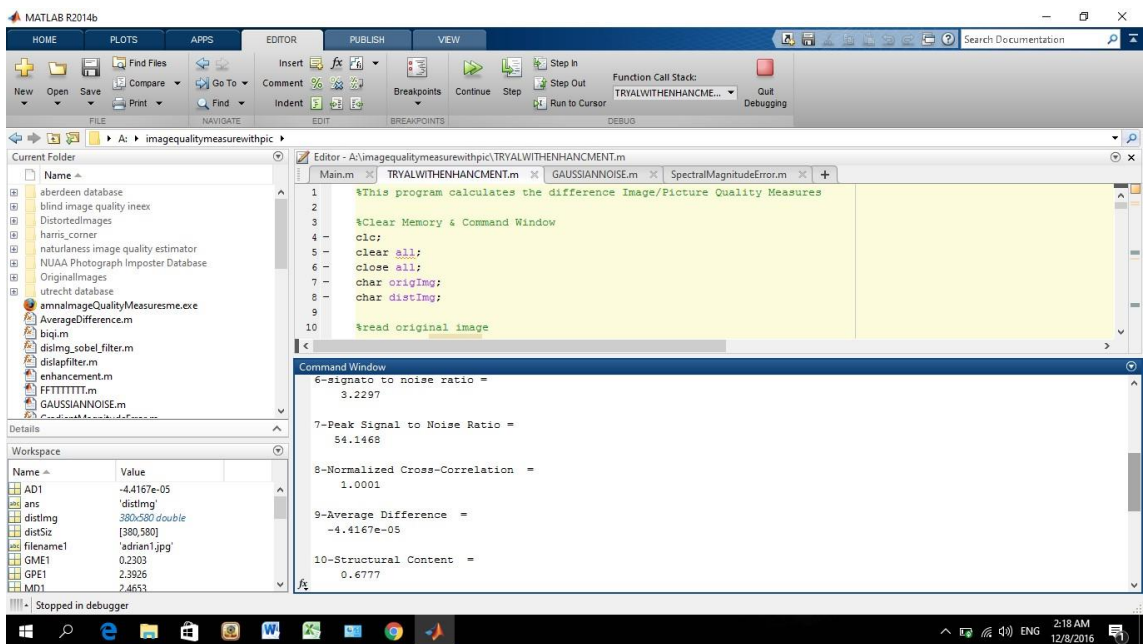 MATLAB R2014b
HOME PLOTS APPS EDITOR PUBLISH VIEW
Search Documentation
New Open Save
Find Files
Compare
Print
FILE
Go To
Find
NAVIGATE
Insert fx
Comment %
Indent
EDIT
Breakpoints
BREAKPOINTS
Continue Step
Step In
Step Out
Run to Cursor
Function Call Stack:
TRYALWITHENHANCME...
Quit Debugging
DEBUG
A: imagequalitymeasurewithpic
Current Folder
Name
aberdeen database
blind image quality ineex
DistortedImages
harris_corner
naturlaness image quality estimator
NUAA Photograph Imposter Database
OriginalImages
utrecht database
amnaImageQualityMeasuresme.exe
AverageDifference.m
biqi.m
disImg_sobel_filter.m
dislapfilter.m
enhancement.m
FFTTTTTTT.m
GAUSSIANNOISE.m
Details
Workspace
Name Value
AD1 -4.4167e-05
ans 'distImg'
distImg 380x580 double
distSiz [380,580]
filename1 'adrian1.jpg'
GME1 0.2303
GPE1 2.3926
MD1 2.4653
Editor - A:\imagequalitymeasurewithpic\TRYALWITHENHANCMENT.m
Main.m TRYALWITHENHANCMENT.m GAUSSIANNOISE.m SpectralMagnitudeError.m +
1 %This program calculates the difference Image/Picture Quality Measures
2
3 %Clear Memory & Command Window
4 - clc;
5 - clear all;
6 - close all;
7 - char origImg;
8 - char distImg;
9
10 %read original image
Command Window
6-signato to noise ratio =
3.2297
7-Peak Signal to Noise Ratio =
54.1468
8-Normalized Cross-Correlation =
1.0001
9-Average Difference =
-4.4167e-05
10-Structural Content =
0.6777
fx
Stopped in debugger
ENG
2:18 AM
12/8/2016